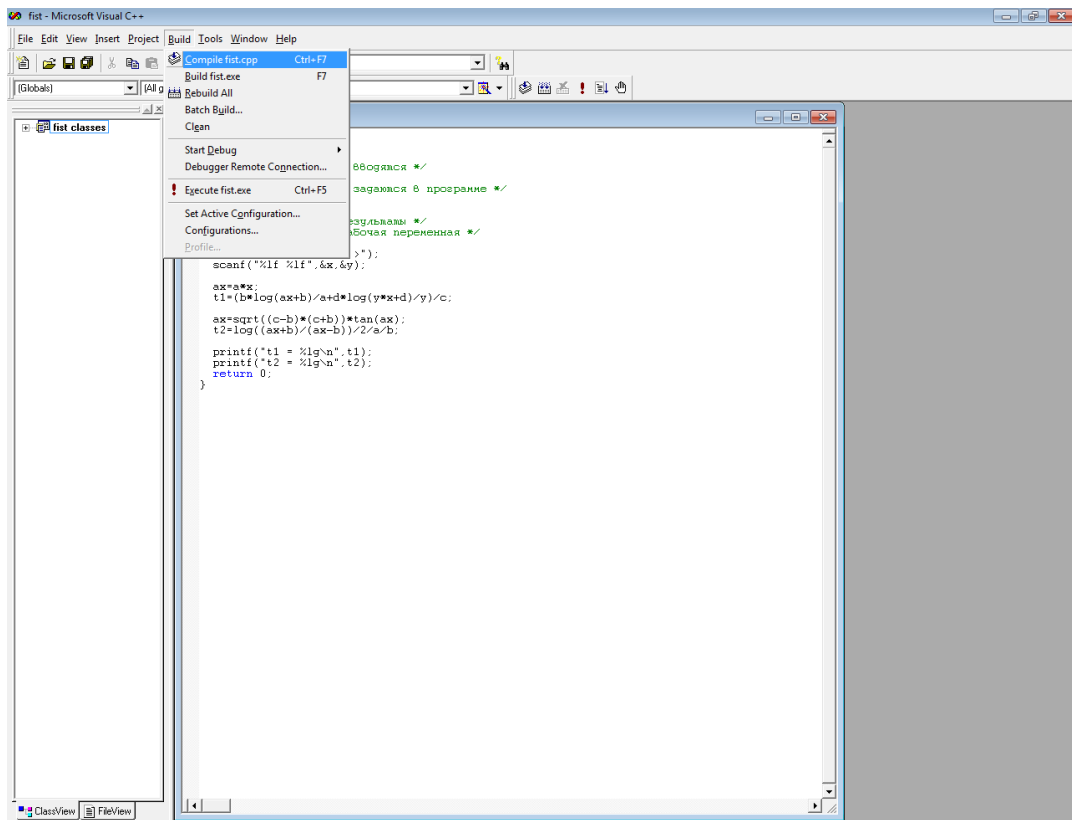 fist - Microsoft Visual C++
File Edit View Insert Project Build Tools Window Help
(Globals)
(All g
Compile fist.cpp Ctrl+F7
Build fist.exe F7
Rebuild All
Batch Build...
Clean
Start Debug
Debugger Remote Connection...
Execute fist.exe Ctrl+F5
Set Active Configuration...
Configurations...
Profile...
fist classes
вводятся */
задаются в программе */
езультаты */
абочая переменная */
>");
scanf("%lf %lf",&x,&y);
ax=a*x;
t1=(b*log(ax+b)/a+d*log(y*x+d)/y)/c;
ax=sqrt((c-b)*(c+b))*tan(ax);
t2=log((ax+b)/(ax-b))/2/a/b;
printf("t1 = %lg\n",t1);
printf("t2 = %lg\n",t2);
return 0;
}
ClassView FileView